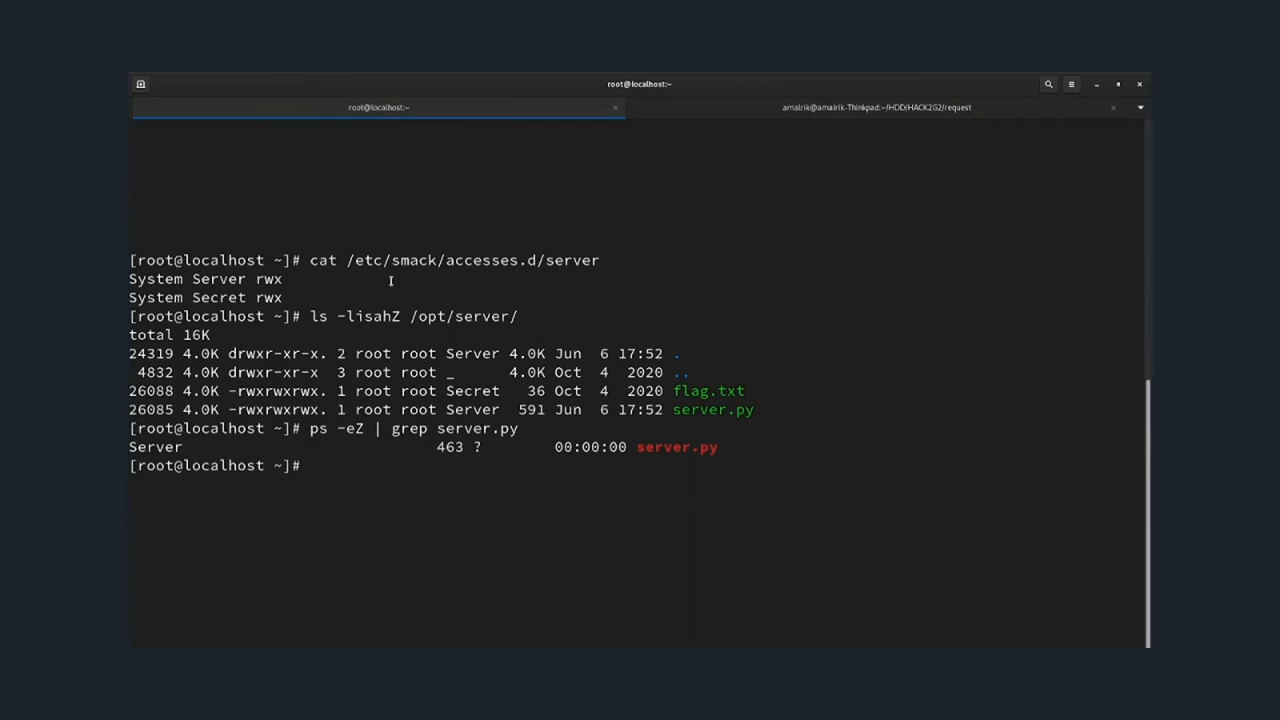 root@localhost:~
root@localhost:~
amalrik@amalrik-Thinkpad:~/HDD/HACK2G2/request
[root@localhost ~]# cat /etc/smack/accesses.d/server
System Server rwx
System Secret rwx
[root@localhost ~]# ls -lisahZ /opt/server/
total 16K
24319 4.0K drwxr-xr-x. 2 root root Server 4.0K Jun  6 17:52 .
 4832 4.0K drwxr-xr-x  3 root root _      4.0K Oct  4  2020 ..
26088 4.0K -rwxrwxrwx. 1 root root Secret   36 Oct  4  2020 flag.txt
26085 4.0K -rwxrwxrwx. 1 root root Server  591 Jun  6 17:52 server.py
[root@localhost ~]# ps -eZ | grep server.py
Server                            463 ?        00:00:00 server.py
[root@localhost ~]#